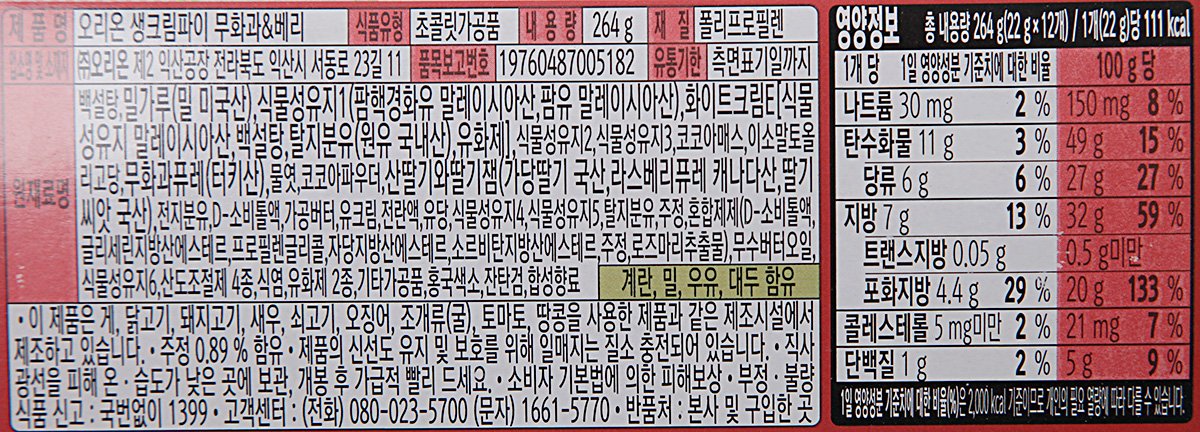 제 품 명 오리온 생크림파이 무화과&베리 식품유형 초콜릿가공품 내 용 량 264 g 재 질 폴리프로필렌
업소명 및 소재지 ㈜오리온 제2 익산공장 전라북도 익산시 서동로 23길 11 품목보고번호 19760487005182 유통기한 측면표기일까지
원재료명
백설탕,밀가루(밀 미국산),식물성유지1(팜핵경화유 말레이시아산,팜유 말레이시아산),화이트크림E[식물
성유지 말레이시아산,백설탕,탈지분유(원유 국내산),유화제],식물성유지2,식물성유지3,코코아매스,이소말토올
리고당,무화과퓨레(터키산),물엿,코코아파우더,산딸기와딸기잼(가당딸기 국산,라스베리퓨레 캐나다산,딸기
씨앗 국산),전지분유,D-소비톨액,가공버터,유크림,전란액,유당,식물성유지4,식물성유지5,탈지분유,주정,혼합제제(D-소비톨액,
글리세린지방산에스테르,프로필렌글리콜,자당지방산에스테르,소르비탄지방산에스테르,주정,로즈마리추출물),무수버터오일,
식물성유지6,산도조절제 4종,식염,유화제 2종,기타가공품,홍국색소,잔탄검,합성향료 계란, 밀, 우유, 대두 함유
• 이 제품은 게, 닭고기, 돼지고기, 새우, 쇠고기, 오징어, 조개류(굴), 토마토, 땅콩을 사용한 제품과 같은 제조시설에서
제조하고 있습니다. • 주정 0.89 % 함유 • 제품의 신선도 유지 및 보호를 위해 일매지는 질소 충전되어 있습니다. • 직사
광선을 피해 온 · 습도가 낮은 곳에 보관, 개봉 후 가급적 빨리 드세요. • 소비자 기본법에 의한 피해보상 • 부정 · 불량
식품 신고 : 국번없이 1399 • 고객센터 : (전화) 080-023-5700 (문자) 1661-5770 • 반품처 : 본사 및 구입한 곳
영양정보 총 내용량 264 g(22 g×12개) / 1개(22 g)당 111 kcal
1개 당 1일 영양성분 기준치에 대한 비율 100 g 당
나트륨 30 mg 2 % 150 mg 8 %
탄수화물 11 g 3 % 49 g 15 %
당류 6 g 6 % 27 g 27 %
지방 7 g 13 % 32 g 59 %
트랜스지방 0.05 g 0.5 g미만
포화지방 4.4 g 29 % 20 g 133 %
콜레스테롤 5 mg미만 2 % 21 mg 7 %
단백질 1 g 2 % 5 g 9 %
1일 영양성분 기준치에 대한 비율(%)은 2,000 kcal 기준이므로 개인의 필요 열량에 따라 다를 수 있습니다.